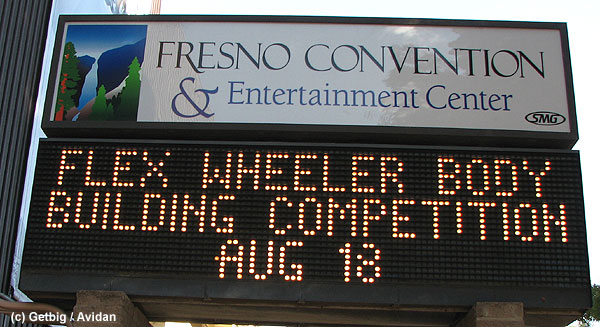 FRESNO CONVENTION
& Entertainment Center
SMG
FLEX WHEELER BODY
BUILDING COMPETITION
AUG 18
(c) Getbig / Avidan